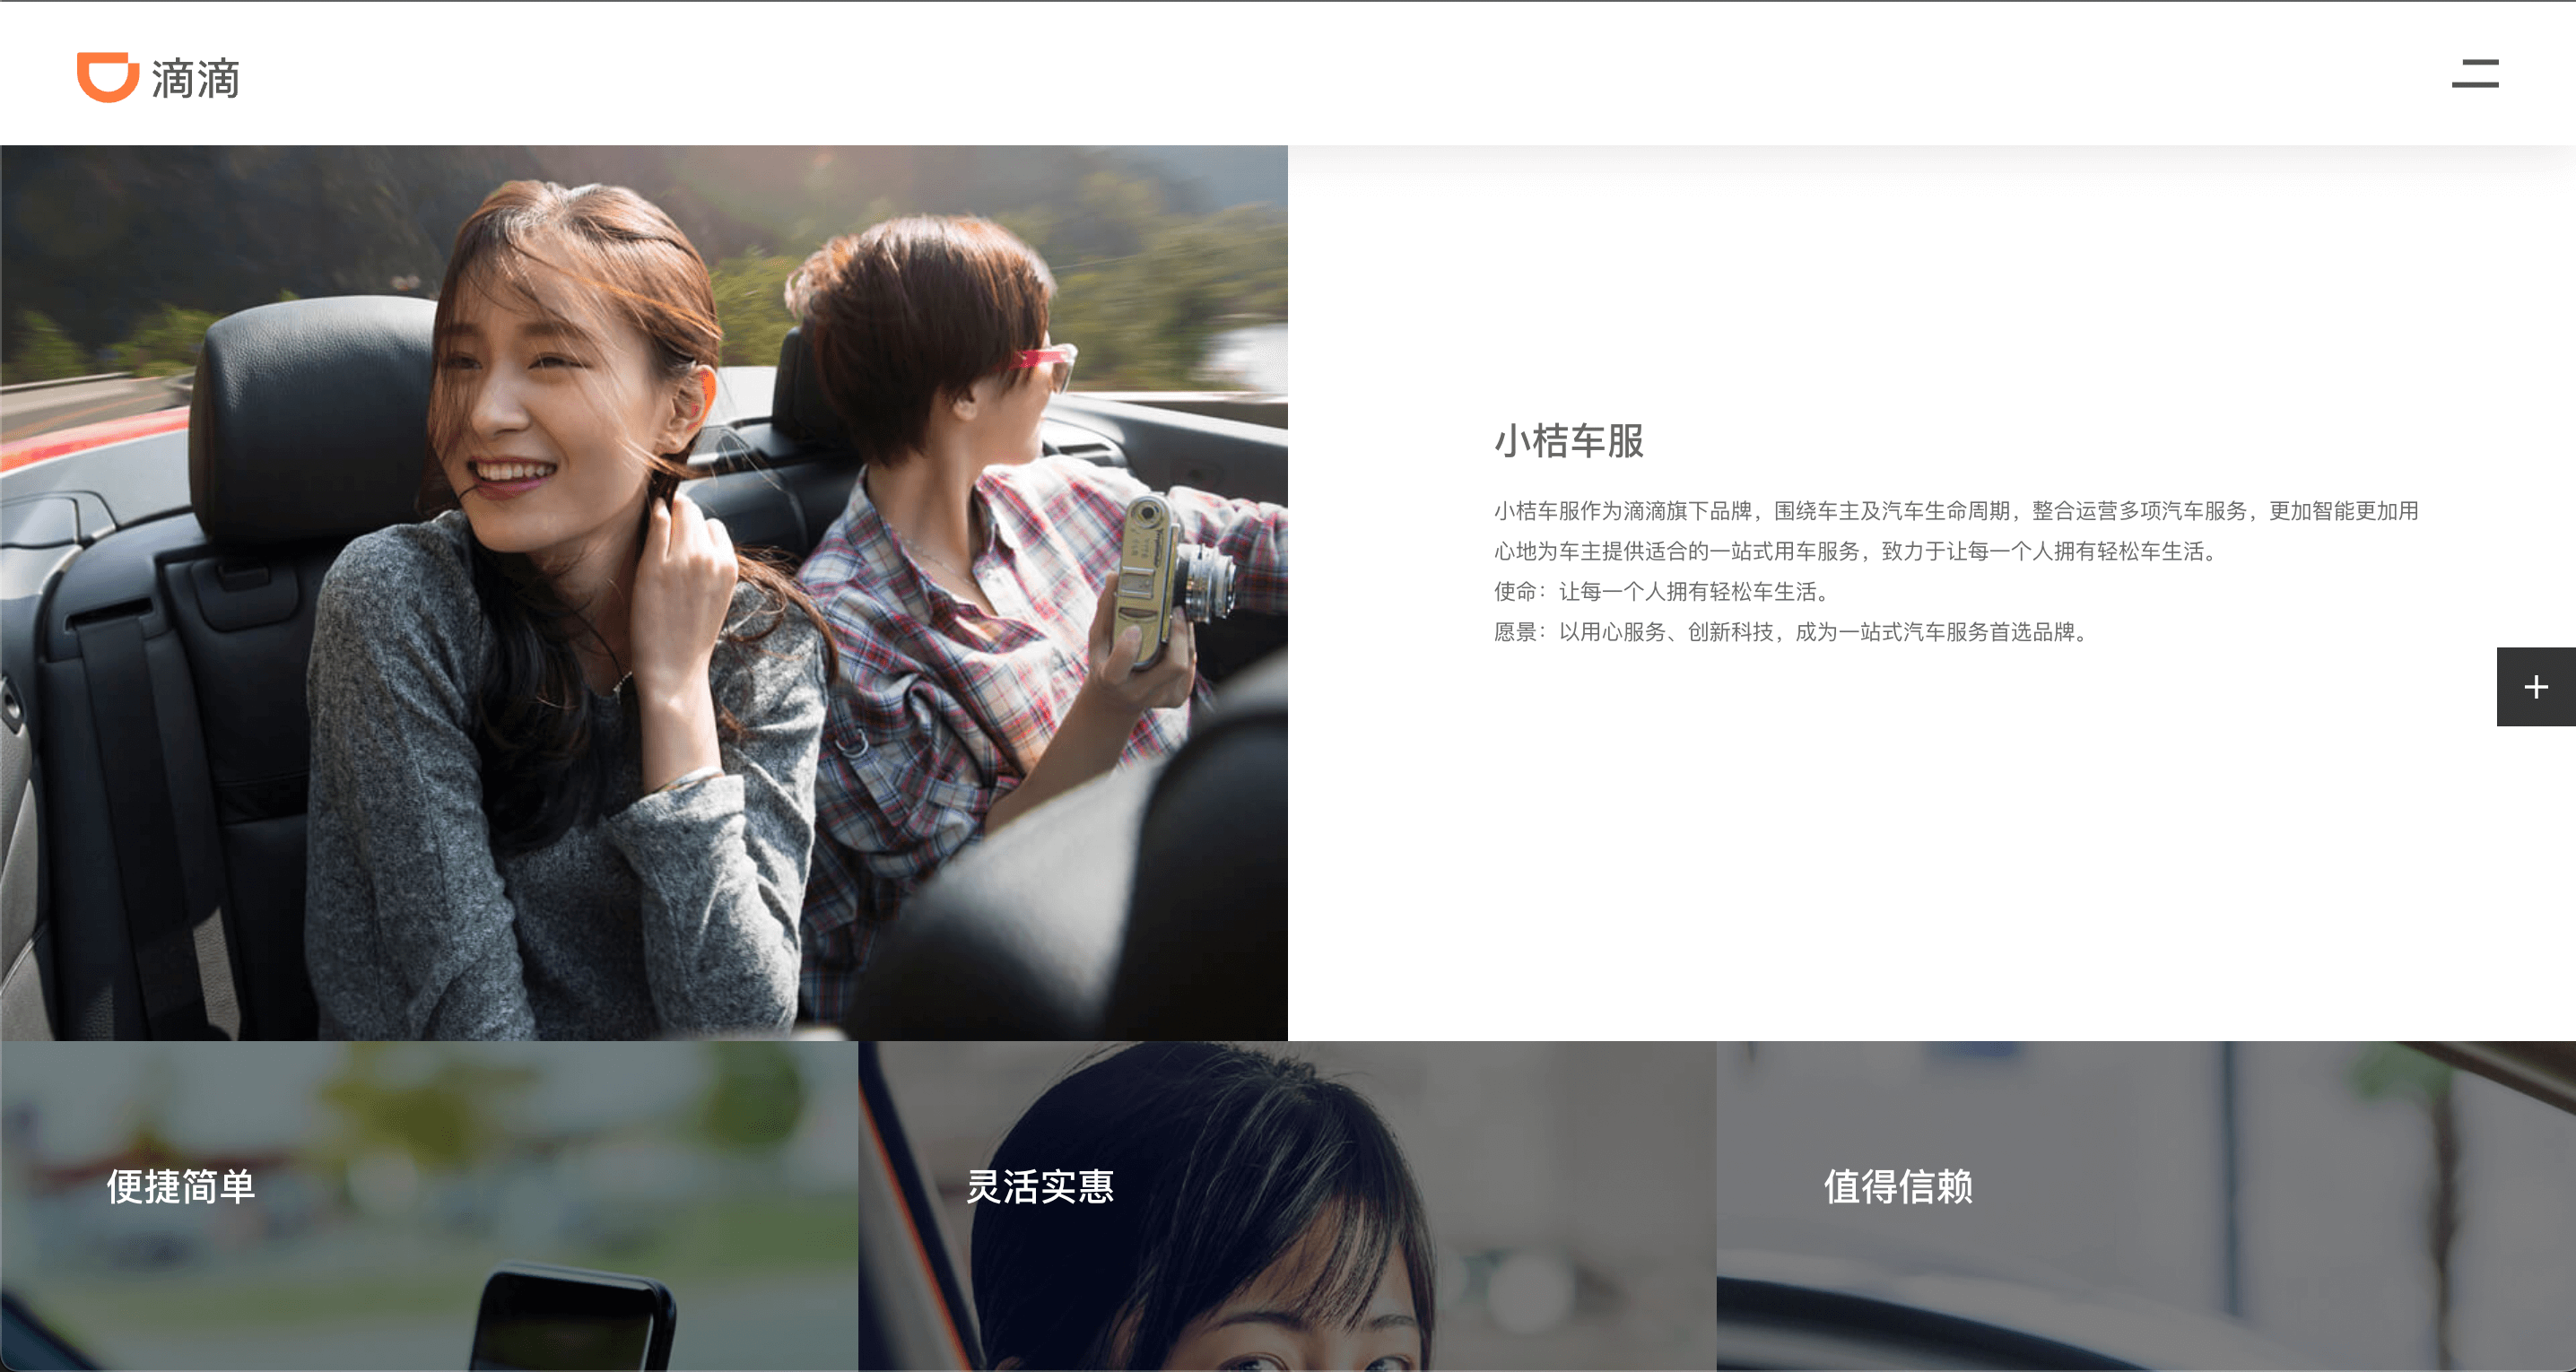 滴滴
小桔车服
小桔车服作为滴滴旗下品牌，围绕车主及汽车生命周期，整合运营多项汽车服务，更加智能更加用
心地为车主提供适合的一站式用车服务，致力于让每一个人拥有轻松车生活。
使命：让每一个人拥有轻松车生活。
愿景：以用心服务、创新科技，成为一站式汽车服务首选品牌。
便捷简单
灵活实惠
值得信赖